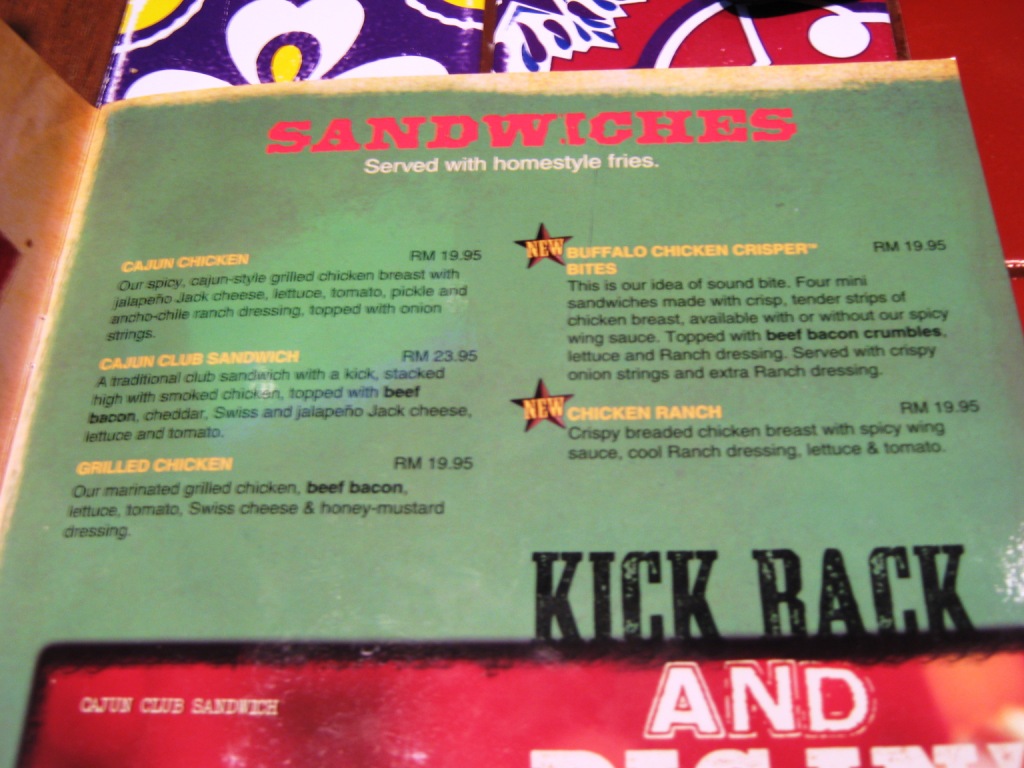 SANDWICHES
Served with homestyle fries.
CAJUN CHICKEN RM 19.95
Our spicy, cajun-style grilled chicken breast with
jalapeño Jack cheese, lettuce, tomato, pickle and
ancho-chile ranch dressing, topped with onion
strings.
CAJUN CLUB SANDWICH RM 23.95
A traditional club sandwich with a kick, stacked
high with smoked chicken, topped with beef
bacon, cheddar, Swiss and jalapeño Jack cheese,
lettuce and tomato.
GRILLED CHICKEN RM 19.95
Our marinated grilled chicken, beef bacon,
lettuce, tomato, Swiss cheese & honey-mustard
dressing.
NEW BUFFALO CHICKEN CRISPER™ RM 19.95
BITES
This is our idea of sound bite. Four mini
sandwiches made with crisp, tender strips of
chicken breast, available with or without our spicy
wing sauce. Topped with beef bacon crumbles,
lettuce and Ranch dressing. Served with crispy
onion strings and extra Ranch dressing.
NEW CHICKEN RANCH RM 19.95
Crispy breaded chicken breast with spicy wing
sauce, cool Ranch dressing, lettuce & tomato.
KICK BACK
AND
CAJUN CLUB SANDWICH